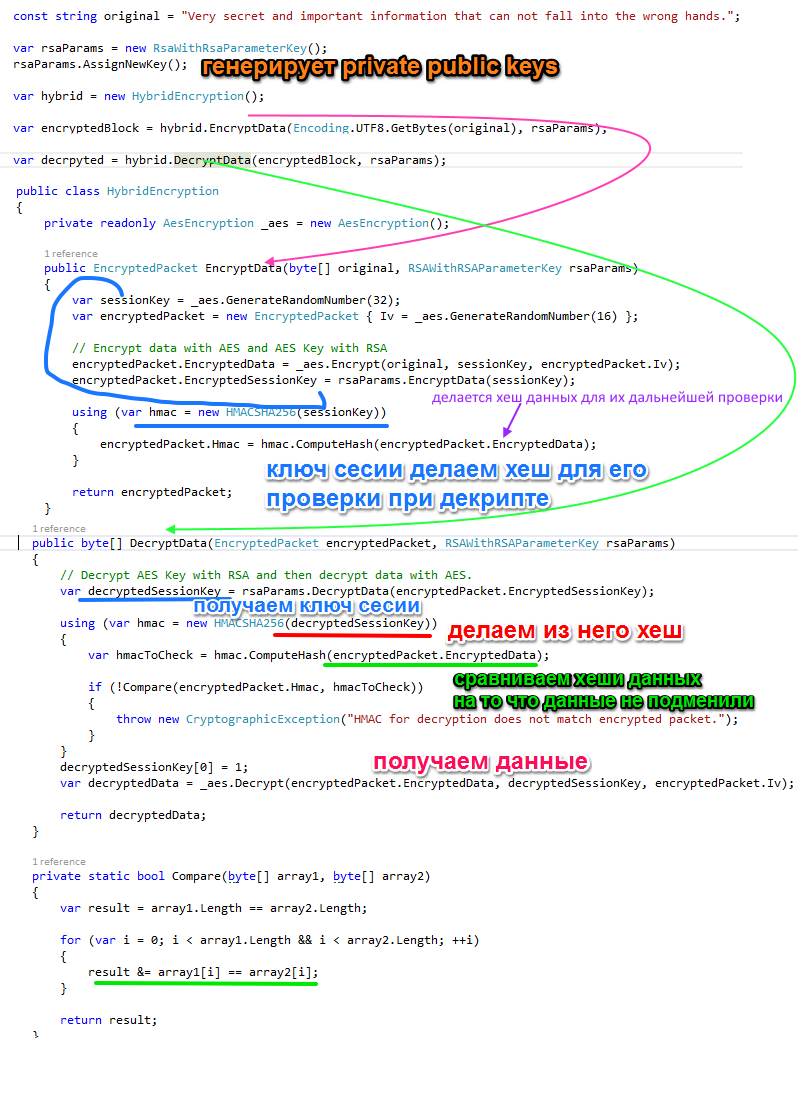 const string original = "Very secret and important information that can not fall into the wrong hands.";
var rsaParams = new RsaWithRsaParameterKey();
rsaParams.AssignNewKey();
генерирует private public keys
var hybrid = new HybridEncryption();
var encryptedBlock = hybrid.EncryptData(Encoding.UTF8.GetBytes(original), rsaParams);
var decrpyted = hybrid.DecryptData(encryptedBlock, rsaParams);
public class HybridEncryption
{
private readonly AesEncryption _aes = new AesEncryption();
1 reference
public EncryptedPacket EncryptData(byte[] original, RSAWithRSAParameterKey rsaParams)
{
var sessionKey = _aes.GenerateRandomNumber(32);
var encryptedPacket = new EncryptedPacket { Iv = _aes.GenerateRandomNumber(16) };
// Encrypt data with AES and AES Key with RSA
encryptedPacket.EncryptedData = _aes.Encrypt(original, sessionKey, encryptedPacket.Iv);
encryptedPacket.EncryptedSessionKey = rsaParams.EncryptData(sessionKey);
делается хеш данных для их дальнейшей проверки
using (var hmac = new HMACSHA256(sessionKey))
{
encryptedPacket.Hmac = hmac.ComputeHash(encryptedPacket.EncryptedData);
}
ключ сесии делаем хеш для его
проверки при декрипте
return encryptedPacket;
}
1 reference
public byte[] DecryptData(EncryptedPacket encryptedPacket, RSAWithRSAParameterKey rsaParams)
{
// Decrypt AES Key with RSA and then decrypt data with AES.
var decryptedSessionKey = rsaParams.DecryptData(encryptedPacket.EncryptedSessionKey);
получаем ключ сесии
using (var hmac = new HMACSHA256(decryptedSessionKey))
делаем из него хеш
{
var hmacToCheck = hmac.ComputeHash(encryptedPacket.EncryptedData);
сравниваем хеши данных
на то что данные не подменили
if (!Compare(encryptedPacket.Hmac, hmacToCheck))
{
throw new CryptographicException("HMAC for decryption does not match encrypted packet.");
}
}
получаем данные
decryptedSessionKey[0] = 1;
var decryptedData = _aes.Decrypt(encryptedPacket.EncryptedData, decryptedSessionKey, encryptedPacket.Iv);
return decryptedData;
}
1 reference
private static bool Compare(byte[] array1, byte[] array2)
{
var result = array1.Length == array2.Length;
for (var i = 0; i < array1.Length && i < array2.Length; ++i)
{
result &= array1[i] == array2[i];
}
return result;
}